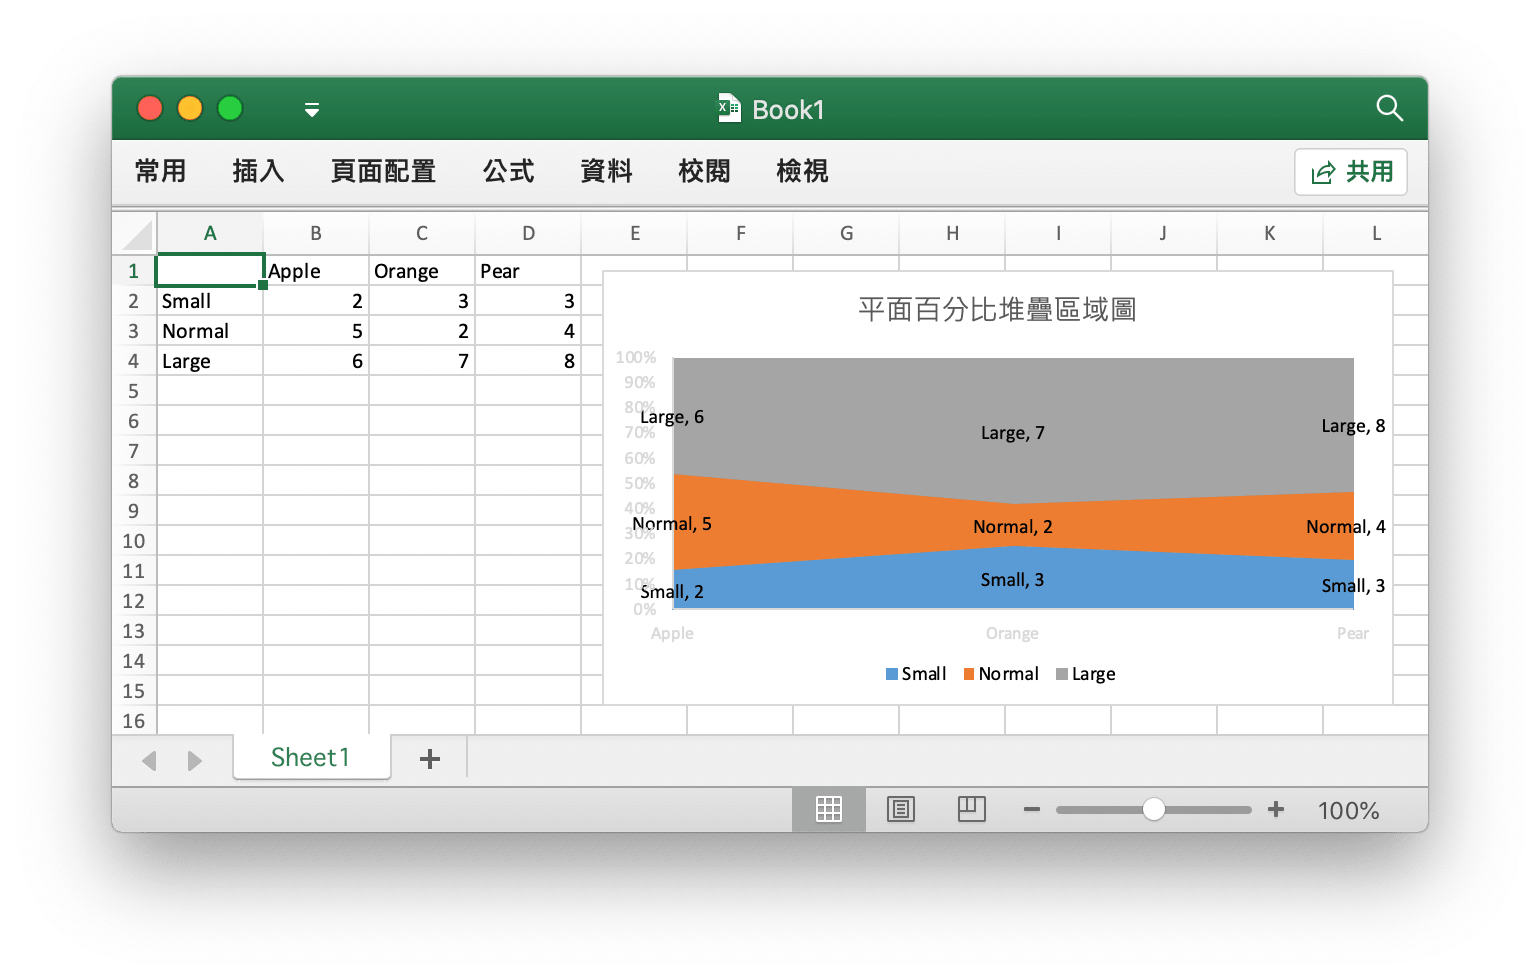 Book1
常用 插入 頁面配置 公式 資料 校閱 檢視 共用
A B C D E F G H I J K L
1 Apple Orange Pear
2 Small 2 3 3
3 Normal 5 2 4
4 Large 6 7 8
5
6
7
8
9
10
11
12
13
14
15
16
平面百分比堆疊區域圖
100%
90%
80%
70%
60%
50%
40%
30%
20%
10%
0%
Large, 6 Large, 7 Large, 8
Normal, 5 Normal, 2 Normal, 4
Small, 2 Small, 3 Small, 3
Apple Orange Pear
Small Normal Large
Sheet1
100%